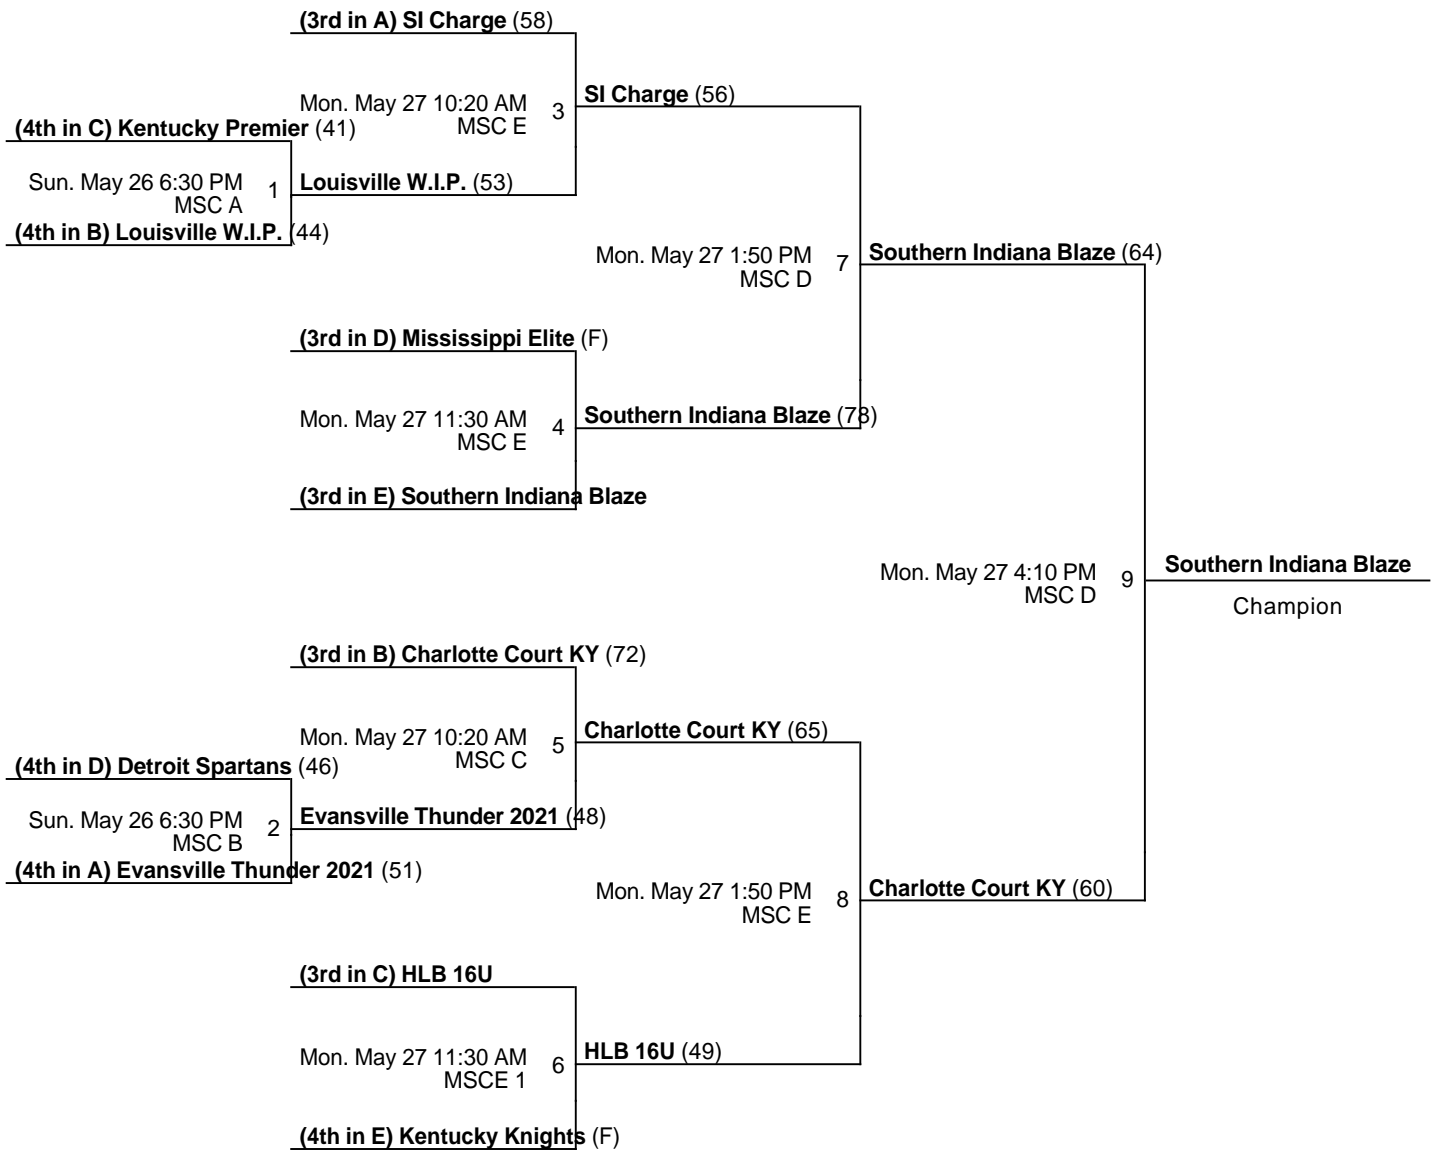 (3rd in A) SI Charge (58)
Mon. May 27 10:20 AM
MSC E
3
SI Charge (56)
(4th in C) Kentucky Premier (41)
Sun. May 26 6:30 PM
MSC A
1
Louisville W.I.P. (53)
(4th in B) Louisville W.I.P. (44)
Mon. May 27 1:50 PM
MSC D
7
Southern Indiana Blaze (64)
(3rd in D) Mississippi Elite (F)
Mon. May 27 11:30 AM
MSC E
4
Southern Indiana Blaze (78)
(3rd in E) Southern Indiana Blaze
Mon. May 27 4:10 PM
MSC D
9
Southern Indiana Blaze
Champion
(3rd in B) Charlotte Court KY (72)
Mon. May 27 10:20 AM
MSC C
5
Charlotte Court KY (65)
(4th in D) Detroit Spartans (46)
Sun. May 26 6:30 PM
MSC B
2
Evansville Thunder 2021 (48)
(4th in A) Evansville Thunder 2021 (51)
Mon. May 27 1:50 PM
MSC E
8
Charlotte Court KY (60)
(3rd in C) HLB 16U
Mon. May 27 11:30 AM
MSCE 1
6
HLB 16U (49)
(4th in E) Kentucky Knights (F)